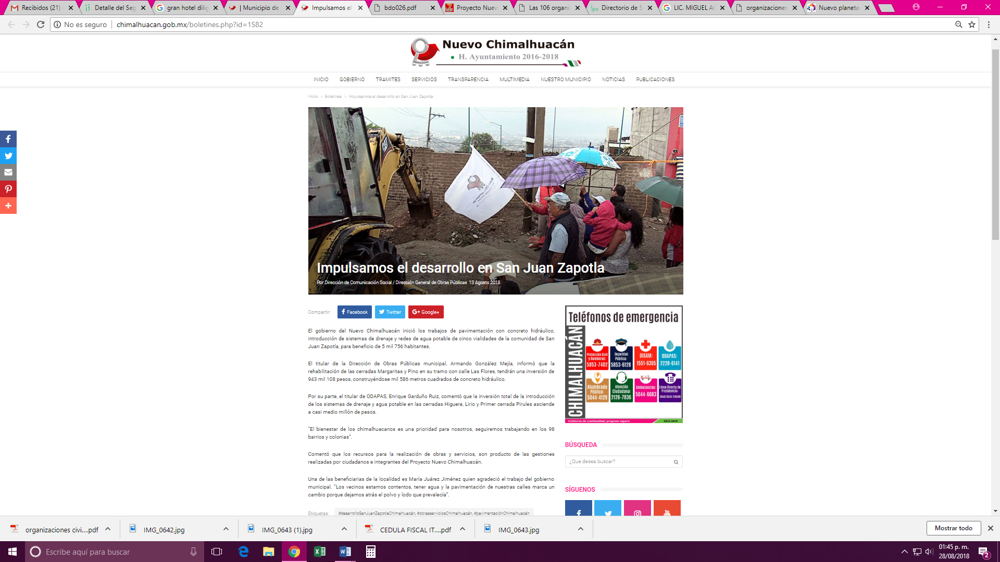 Recibidos (21) -
Detalle del Seg
gran hotel dilig
| Municipio de
Impulsamos el
bdo026.pdf
Proyecto Nuev
Las 106 organi
Directorio de S
LIC. MIGUEL AC
organizaciones
Nuevo planeta
No es seguro
chimalhuacan.gob.mx/boletines.php?id=1582
Nuevo Chimalhuacán
H. Ayuntamiento 2016-2018
INICIO GOBIERNO TRAMITES SERVICIOS TRANSPARENCIA MULTIMEDIA NUESTRO MUNICIPIO NOTICIAS PUBLICACIONES
Inicio > Boletines > Impulsamos el desarrollo en San Juan Zapotla
CAT
Impulsamos el desarrollo en San Juan Zapotla
Por Dirección de Comunicación Social / Dirección General de Obras Públicas 13 Agosto 2018
Compartir: Facebook Twitter G+ Google+
El gobierno del Nuevo Chimalhuacán inició los trabajos de pavimentación con concreto hidráulico,
introducción de sistemas de drenaje y redes de agua potable de cinco vialidades de la comunidad de San
Juan Zapotla, para beneficio de 5 mil 756 habitantes.
El titular de la Dirección de Obras Públicas municipal, Armando González Mejía, informó que la
rehabilitación de las cerradas Margaritas y Pino en su tramo con calle Las Flores, tendrán una inversión de
943 mil 108 pesos, construyéndose mil 586 metros cuadrados de concreto hidráulico.
Por su parte, el titular de ODAPAS, Enrique Garduño Ruiz, comentó que la inversión total de la introducción
de los sistemas de drenaje y agua potable en las cerradas Higuera, Lirio y Primer cerrada Pirules asciende
a casi medio millón de pesos.
"El bienestar de los chimalhuacanos es una prioridad para nosotros, seguiremos trabajando en los 98
barrios y colonias".
Comentó que los recursos para la realización de obras y servicios, son producto de las gestiones
realizadas por ciudadanos e integrantes del Proyecto Nuevo Chimalhuacán.
Una de las beneficiarias de la localidad es María Juárez Jiménez quien agradeció el trabajo del gobierno
municipal. "Los vecinos estamos contentos, tener agua y la pavimentación de nuestras calles marca un
cambio porque dejamos atrás el polvo y lodo que prevalecía".
Etiquetas: #desarrolloSanJuanZapotlaChimalhuacán, #obrasserviciosChimalhuacán, #pavimentaciónChimalhuacán
Teléfonos de emergencia
CHIMALHUACÁN
Protección Civil
y Bomberos:
5853-7402
Seguridad
Pública:
5853-6128
DISAM:
1551-6395
ODAPAS:
2228-6141
Alumbrado
Público:
5044-4129
Atención
Ciudadana:
2126-7836
Ambulancias:
5044-6683
Línea Directa de
Presidencia:
Gobierno de continuidad, progreso seguro
2016-2018
BÚSQUEDA
¿Que desea buscar?
SÍGUENOS
organizaciones civi....pdf
IMG_0642.jpg
IMG_0643 (1).jpg
CEDULA FISCAL IT....pdf
IMG_0643.jpg
Mostrar todo
Escribe aquí para buscar
01:45 p. m.
28/08/2018
2